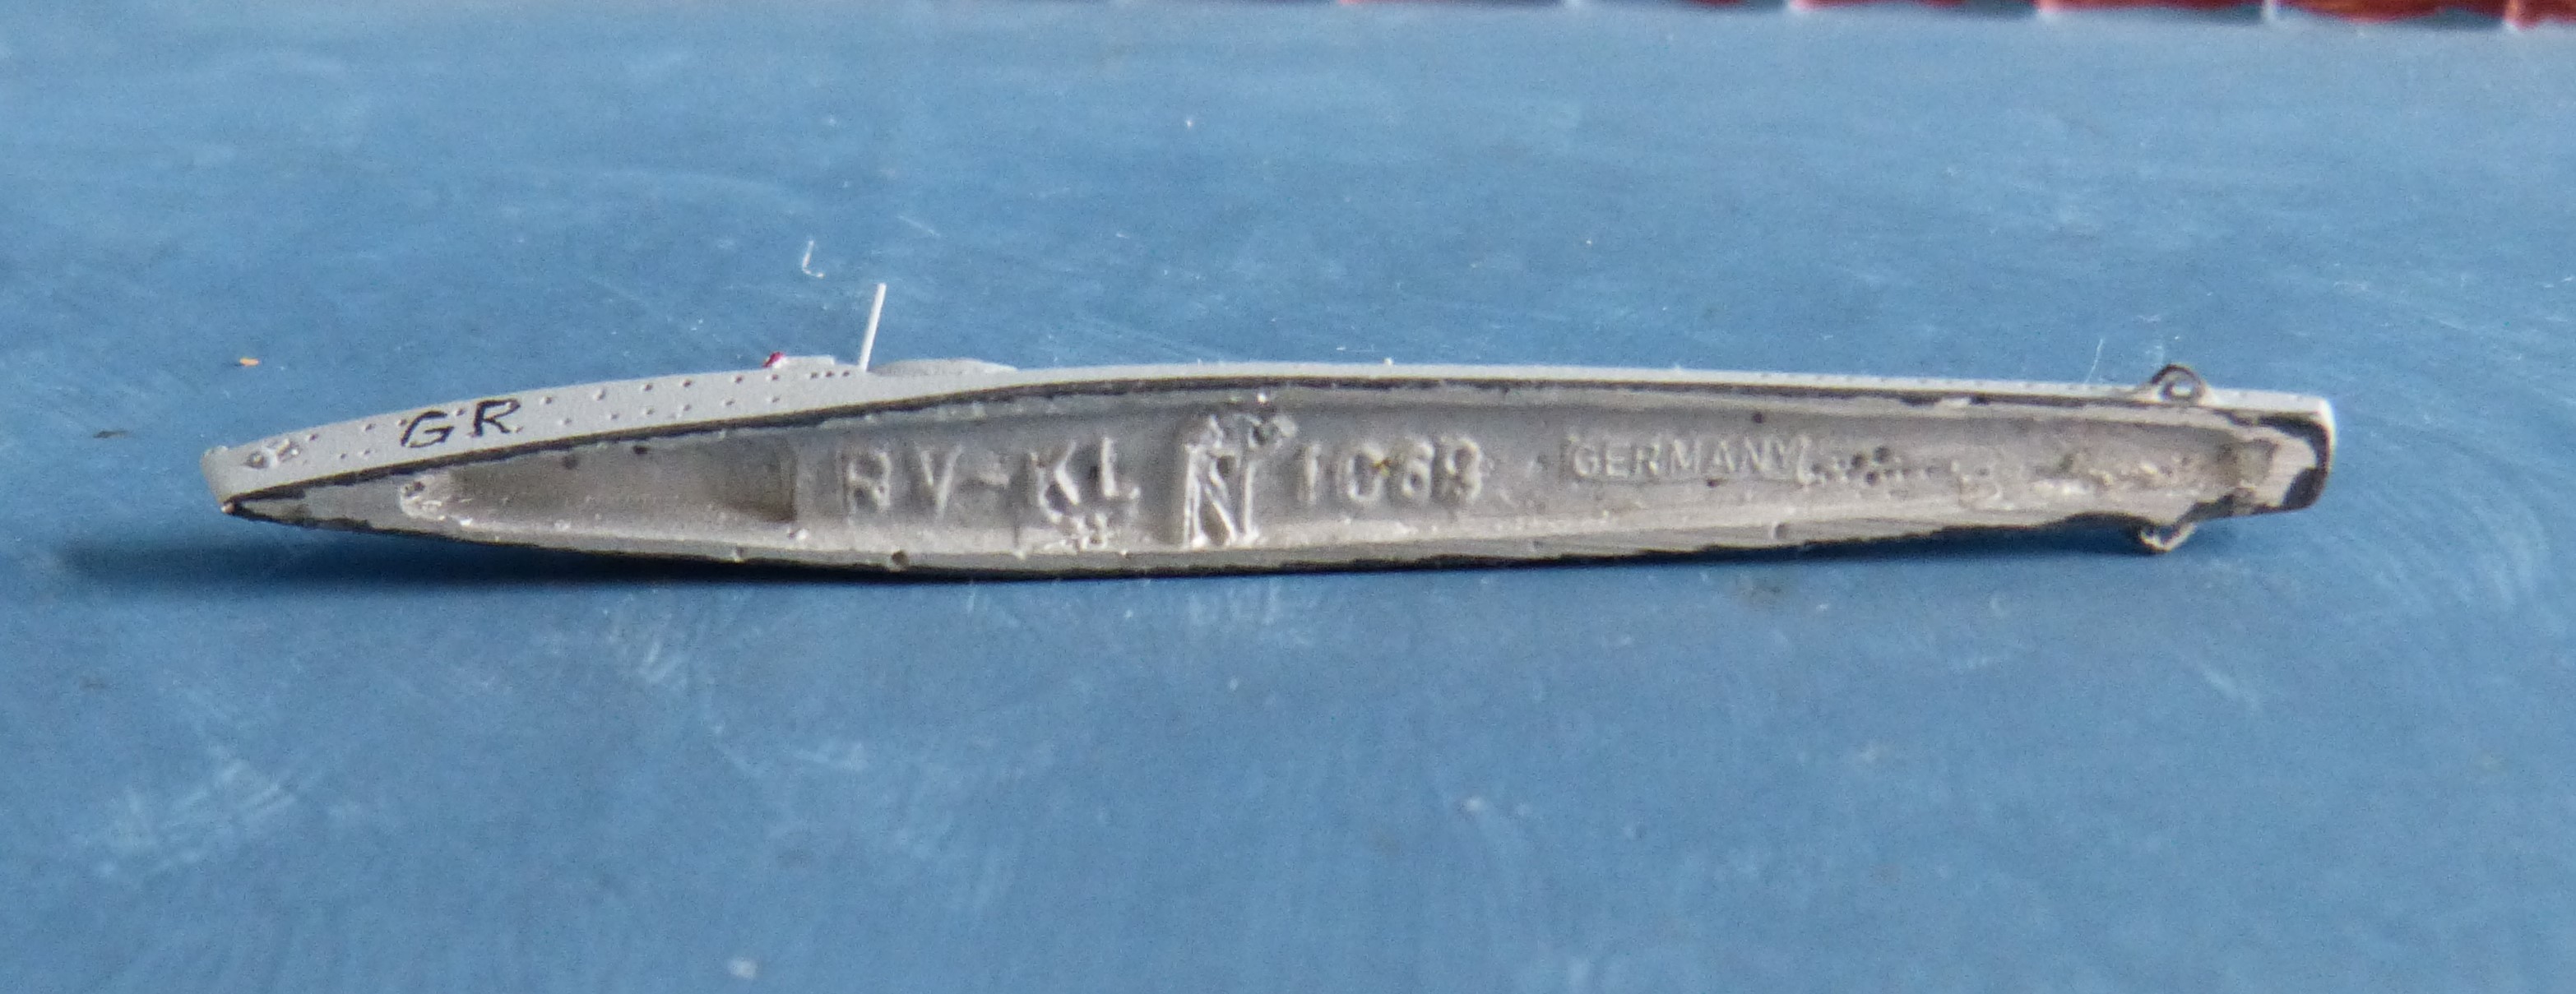 GR
RV-KL N 1069 GERMANY